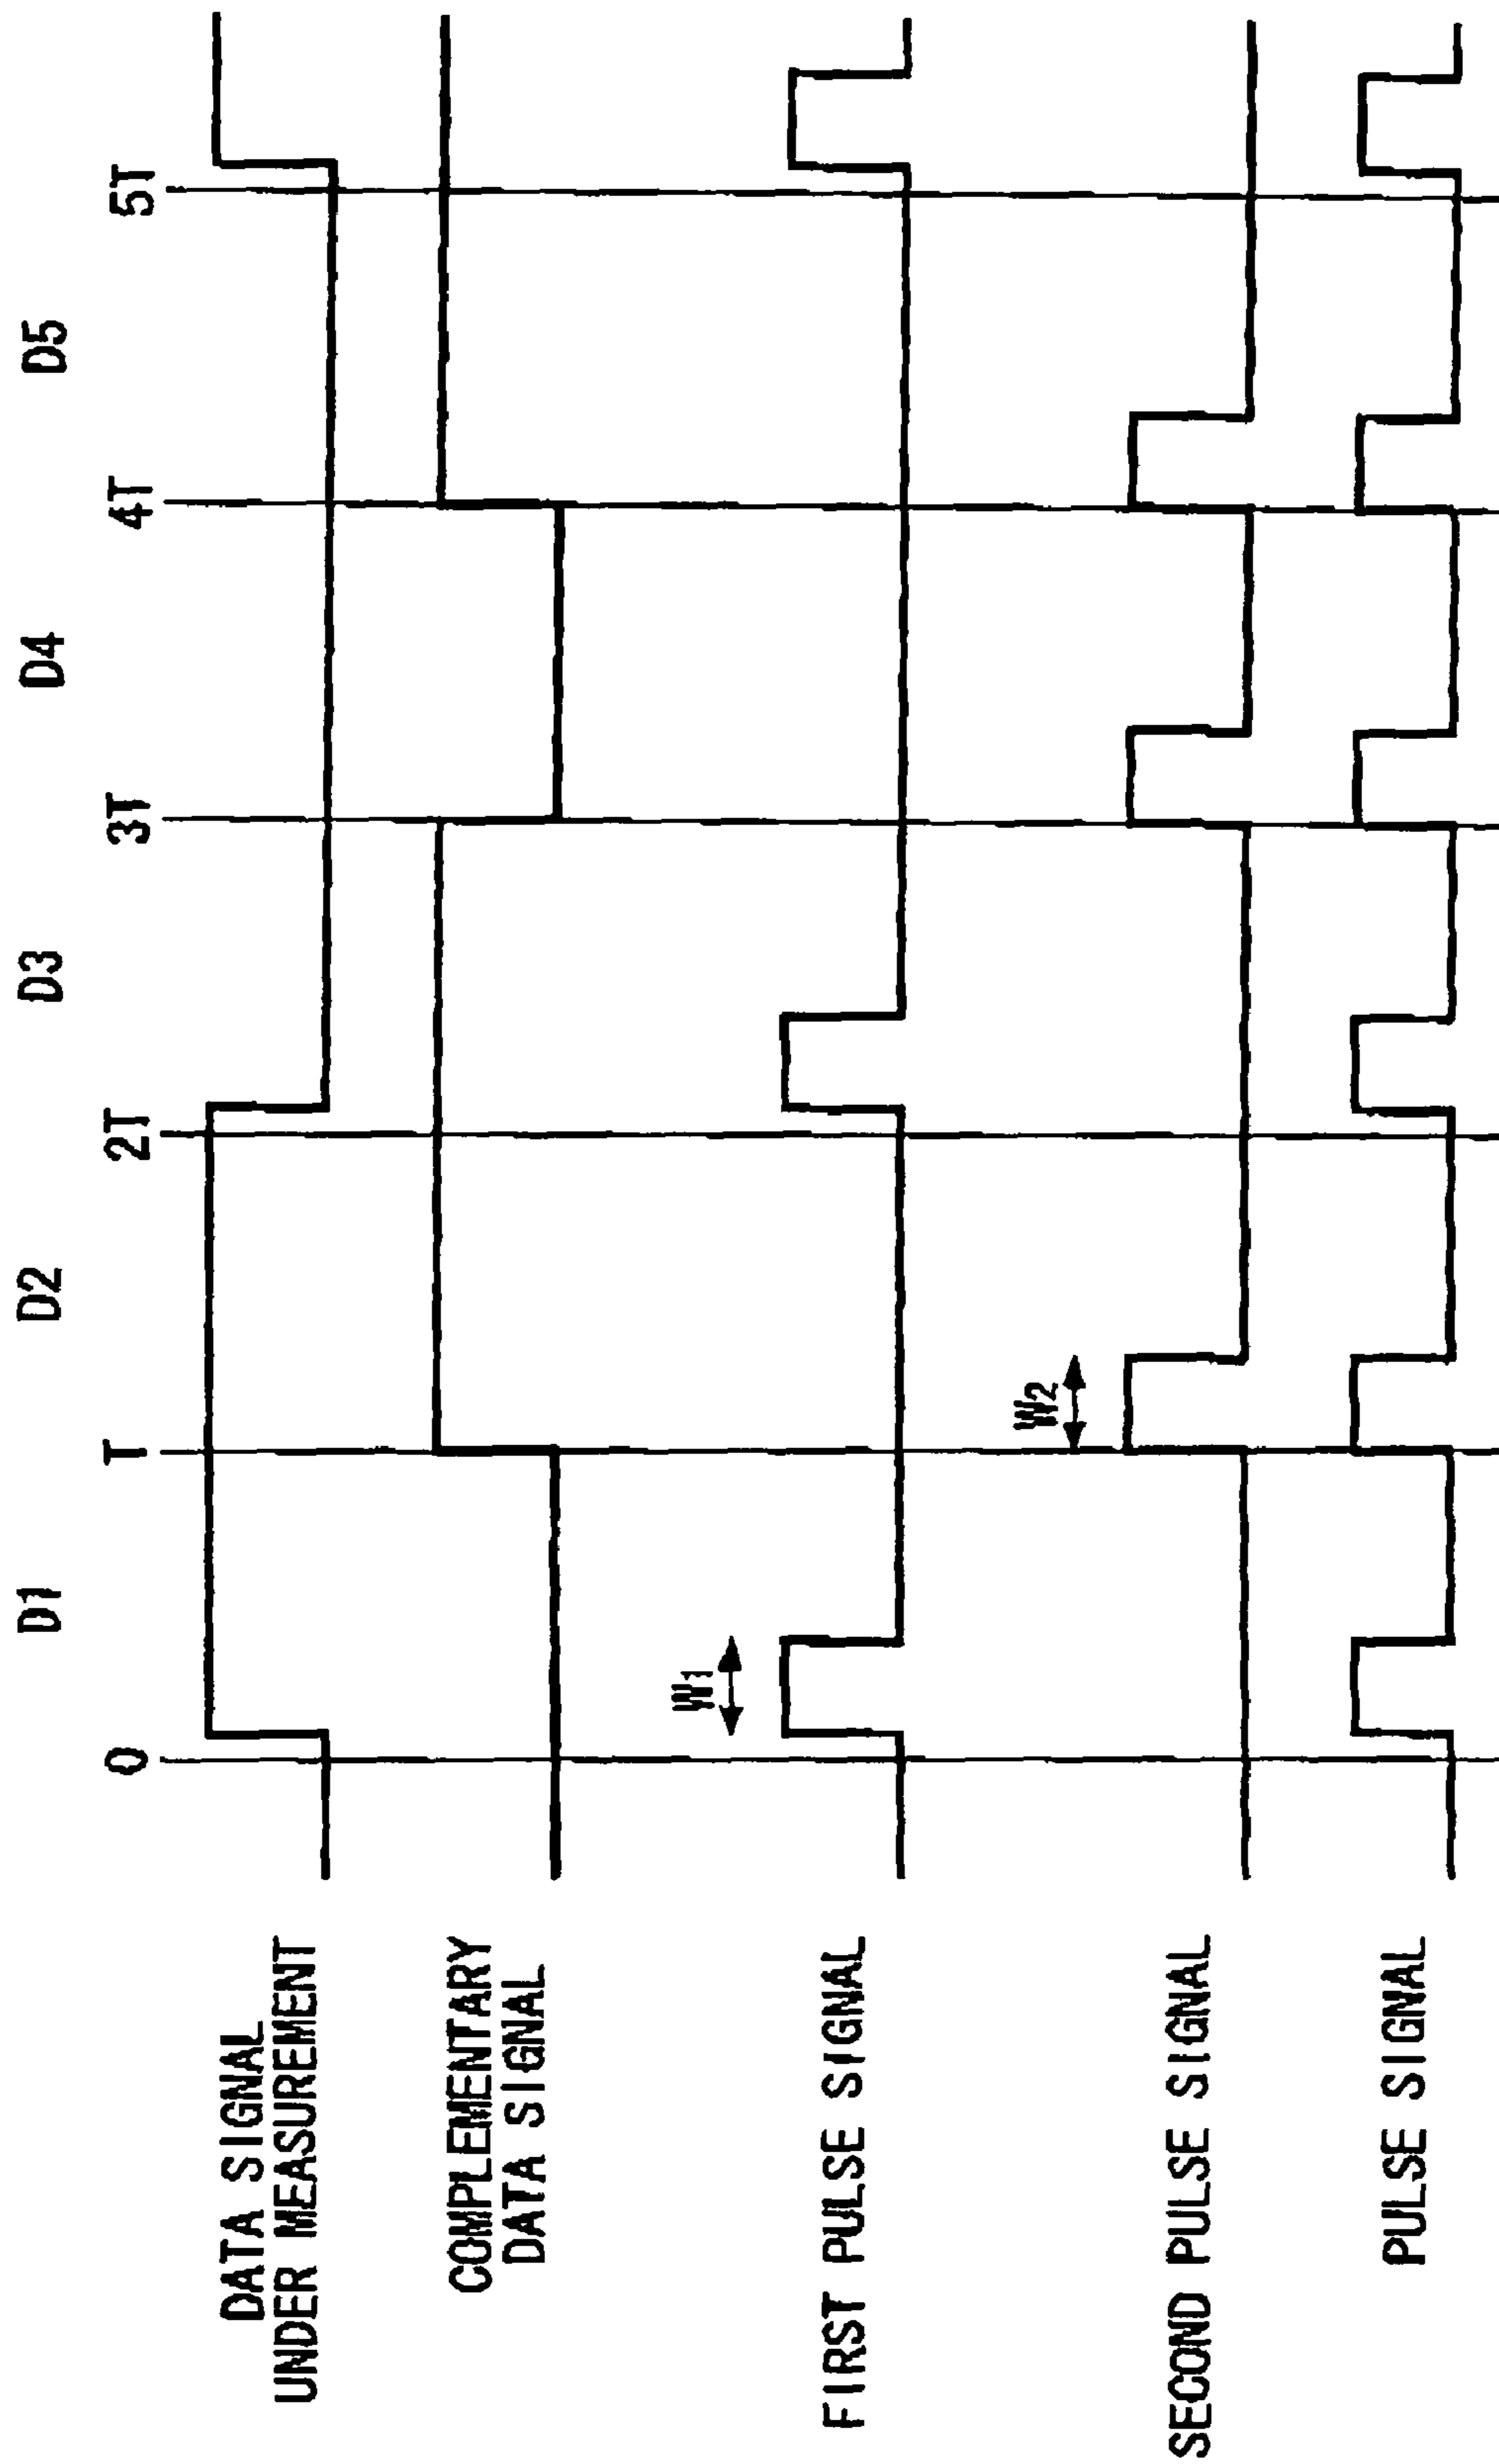 D1 D2 D3 D4 D5
0 T 2T 3T 4T 5T
DATA SIGNAL
UNDER MEASUREMENT
COMPLEMENTARY
DATA SIGNAL
W1
FIRST PULSE SIGNAL
W2
SECOND PULSE SIGNAL
PULSE SIGNAL